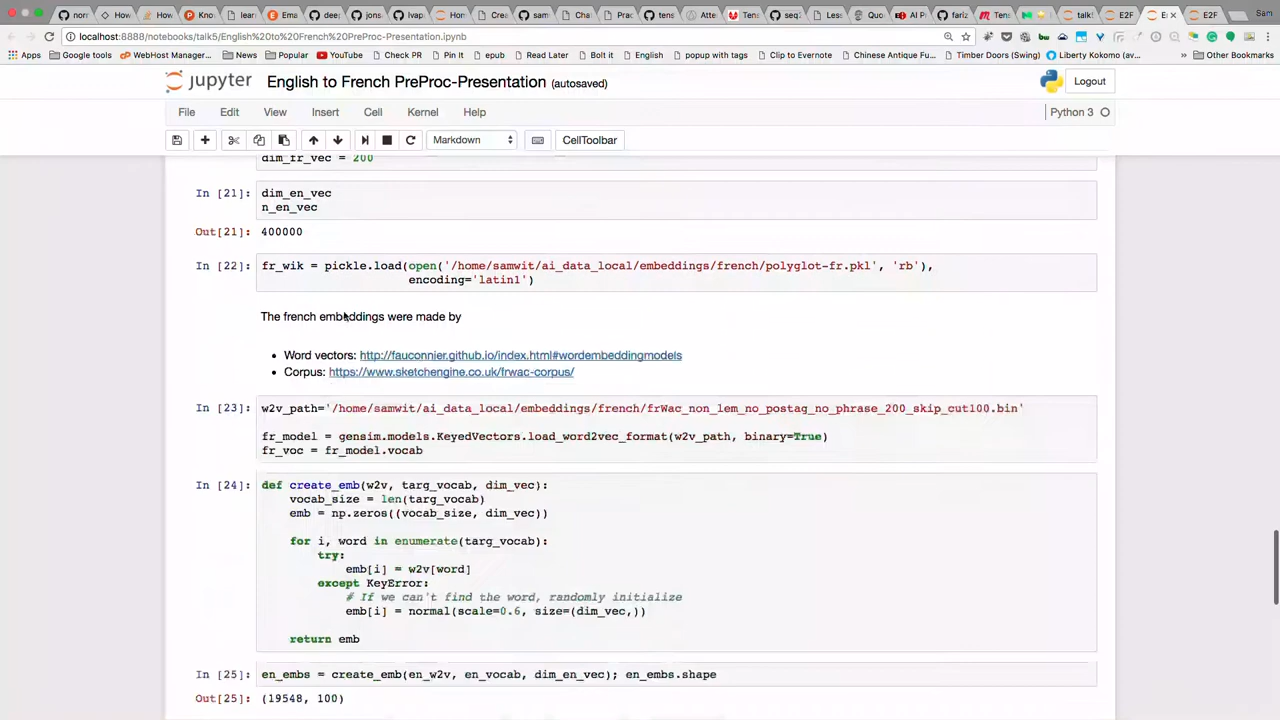 localhost:8888/notebooks/talk5/English%20to%20French%20PreProc-Presentation.ipynb
Apps Google tools WebHost Manager... News Popular YouTube Check PR Pin It epub Read Later Bolt it English popup with tags Clip to Evernote Chinese Antique Fu... Timber Doors (Swing) Liberty Kokomo (av... » Other Bookmarks
jupyter English to French PreProc-Presentation (autosaved) Logout
File Edit View Insert Cell Kernel Help Python 3
Markdown CellToolbar
dim_fr_vec = 200
In [21]: dim_en_vec
n_en_vec
Out[21]: 400000
In [22]: fr_wik = pickle.load(open('/home/samwit/ai_data_local/embeddings/french/polyglot-fr.pkl', 'rb'),
encoding='latin1')
The french embeddings were made by
• Word vectors: http://fauconnier.github.io/index.html#wordembeddingmodels
• Corpus: https://www.sketchengine.co.uk/frwac-corpus/
In [23]: w2v_path='/home/samwit/ai_data_local/embeddings/french/frWac_non_lem_no_postag_no_phrase_200_skip_cut100.bin'
fr_model = gensim.models.KeyedVectors.load_word2vec_format(w2v_path, binary=True)
fr_voc = fr_model.vocab
In [24]: def create_emb(w2v, targ_vocab, dim_vec):
vocab_size = len(targ_vocab)
emb = np.zeros((vocab_size, dim_vec))
for i, word in enumerate(targ_vocab):
try:
emb[i] = w2v[word]
except KeyError:
# If we can't find the word, randomly initialize
emb[i] = normal(scale=0.6, size=(dim_vec,))
return emb
In [25]: en_embs = create_emb(en_w2v, en_vocab, dim_en_vec); en_embs.shape
Out[25]: (19548, 100)